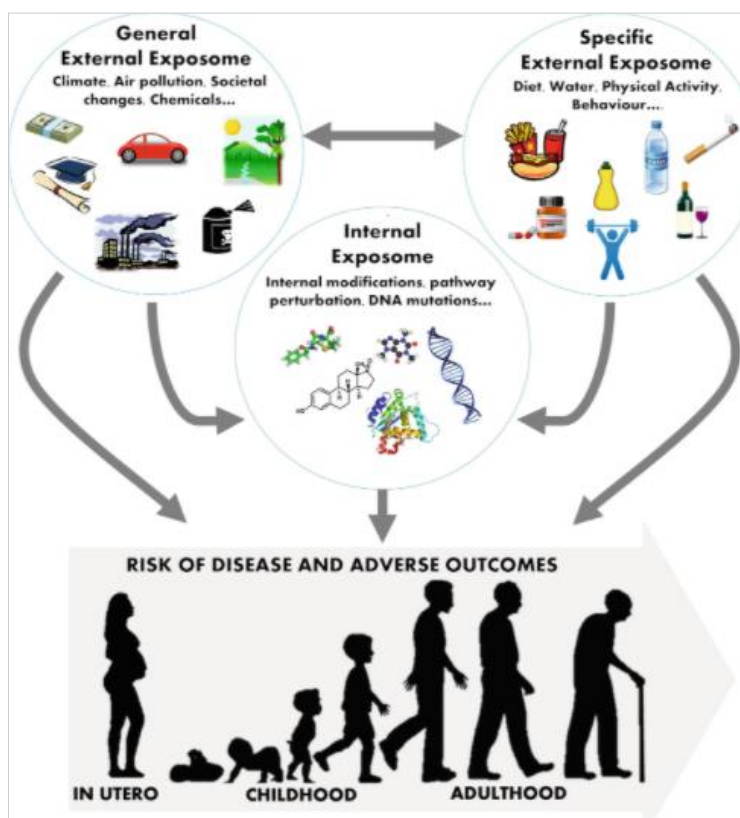 General
External Exposome
Climate, Air pollution, Societal
changes, Chemicals...
Specific
External Exposome
Diet, Water, Physical Activity,
Behaviour....
Internal
Exposome
Internal modifications, pathway
perturbation, DNA mutations...
HO
RISK OF DISEASE AND ADVERSE OUTCOMES
IN UTERO
CHILDHOOD
ADULTHOOD